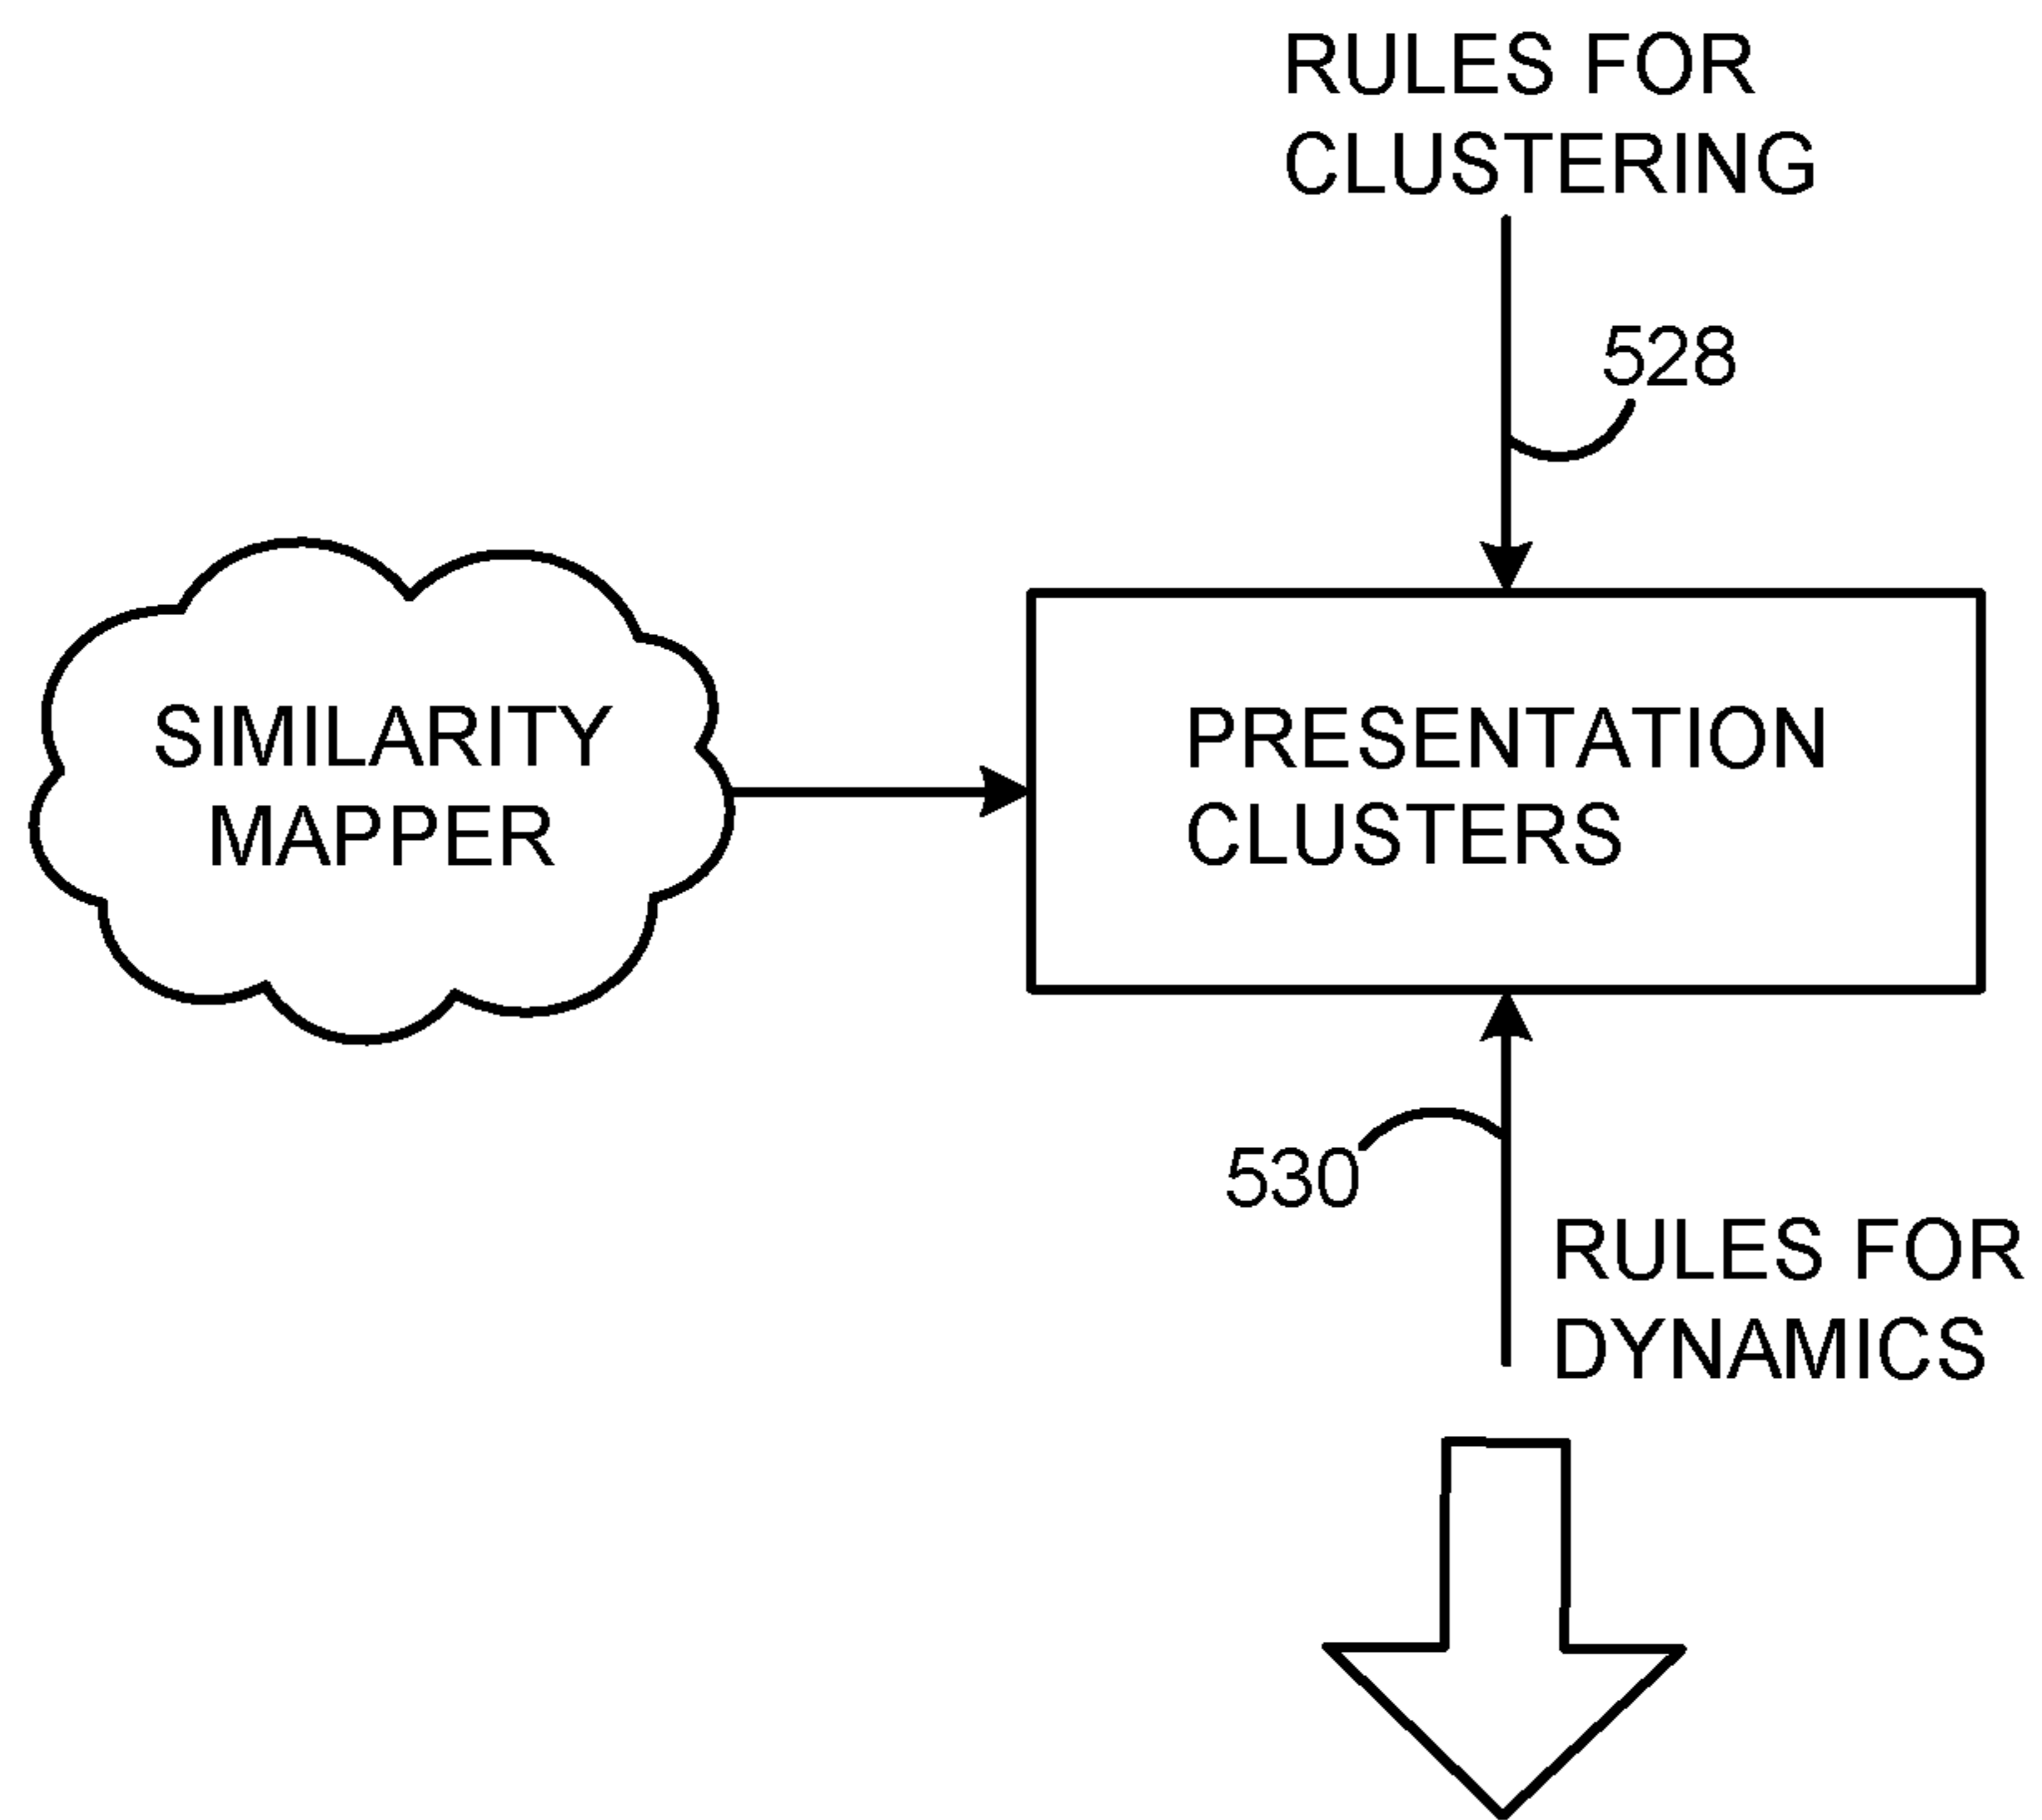 RULES FOR
CLUSTERING
528
SIMILARITY
MAPPER
PRESENTATION
CLUSTERS
530
RULES FOR
DYNAMICS